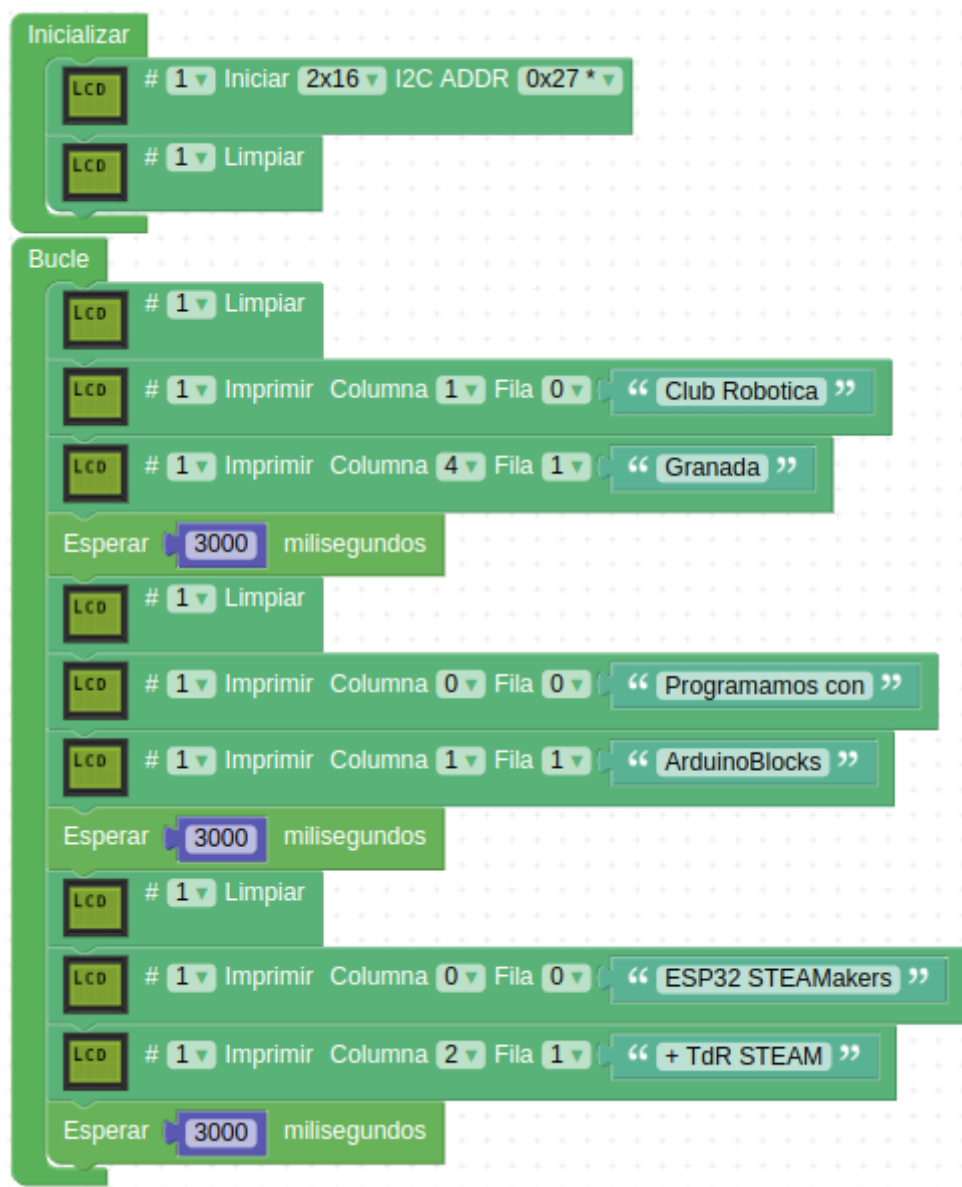 Inicializar
LCD # 1 Iniciar 2x16 I2C ADDR 0x27 *
LCD # 1 Limpiar
Bucle
LCD # 1 Limpiar
LCD # 1 Imprimir Columna 1 Fila 0 “ Club Robotica ”
LCD # 1 Imprimir Columna 4 Fila 1 “ Granada ”
Esperar 3000 milisegundos
LCD # 1 Limpiar
LCD # 1 Imprimir Columna 0 Fila 0 “ Programamos con ”
LCD # 1 Imprimir Columna 1 Fila 1 “ ArduinoBlocks ”
Esperar 3000 milisegundos
LCD # 1 Limpiar
LCD # 1 Imprimir Columna 0 Fila 0 “ ESP32 STEAMakers ”
LCD # 1 Imprimir Columna 2 Fila 1 “ + TdR STEAM ”
Esperar 3000 milisegundos